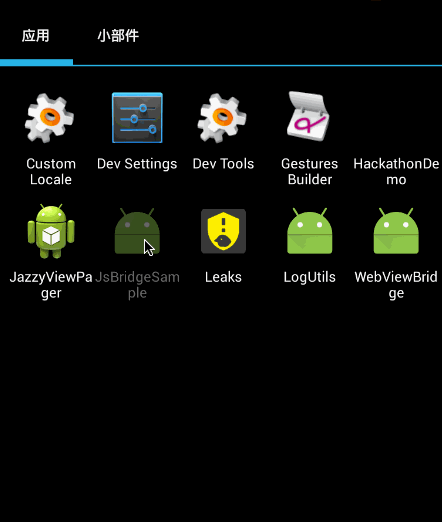 应用 小部件
Custom Locale
Dev Settings
Dev Tools
Gestures Builder
HackathonDemo
JazzyViewPager
JsBridgeSample
Leaks
LogUtils
WebViewBridge